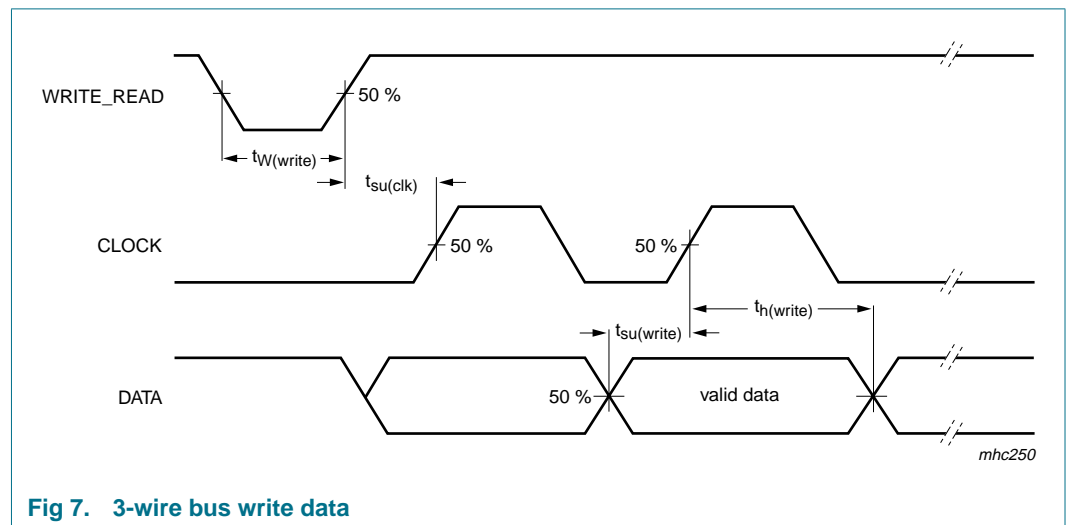 WRITE_READ
50 %
tW(write)
tsu(clk)
CLOCK
50 %
50 %
th(write)
tsu(write)
DATA
50 %
valid data
mhc250
Fig 7. 3-wire bus write data